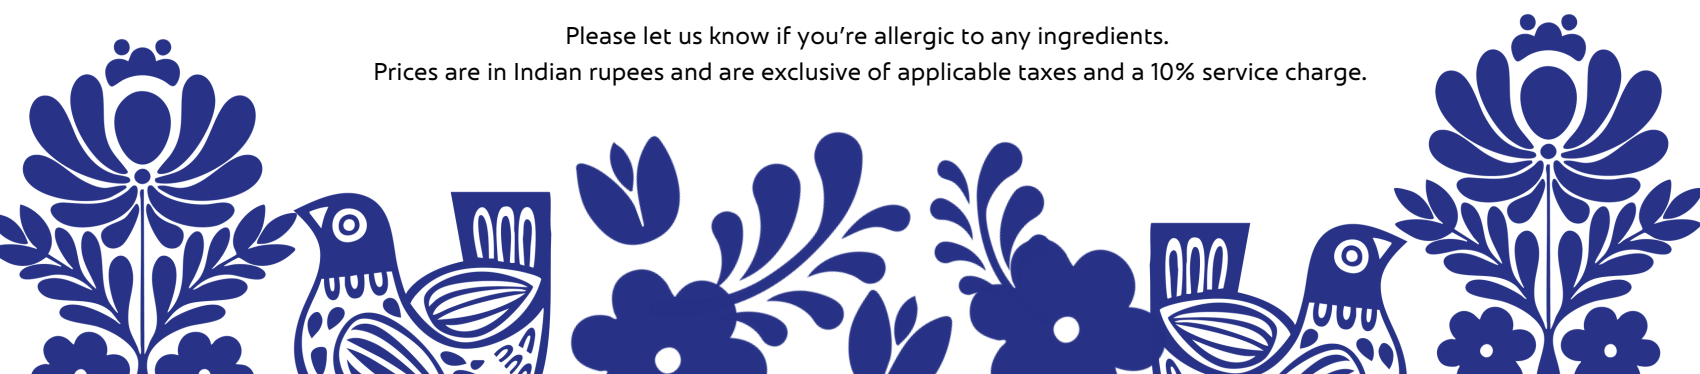 Please let us know if you’re allergic to any ingredients.
Prices are in Indian rupees and are exclusive of applicable taxes and a 10% service charge.